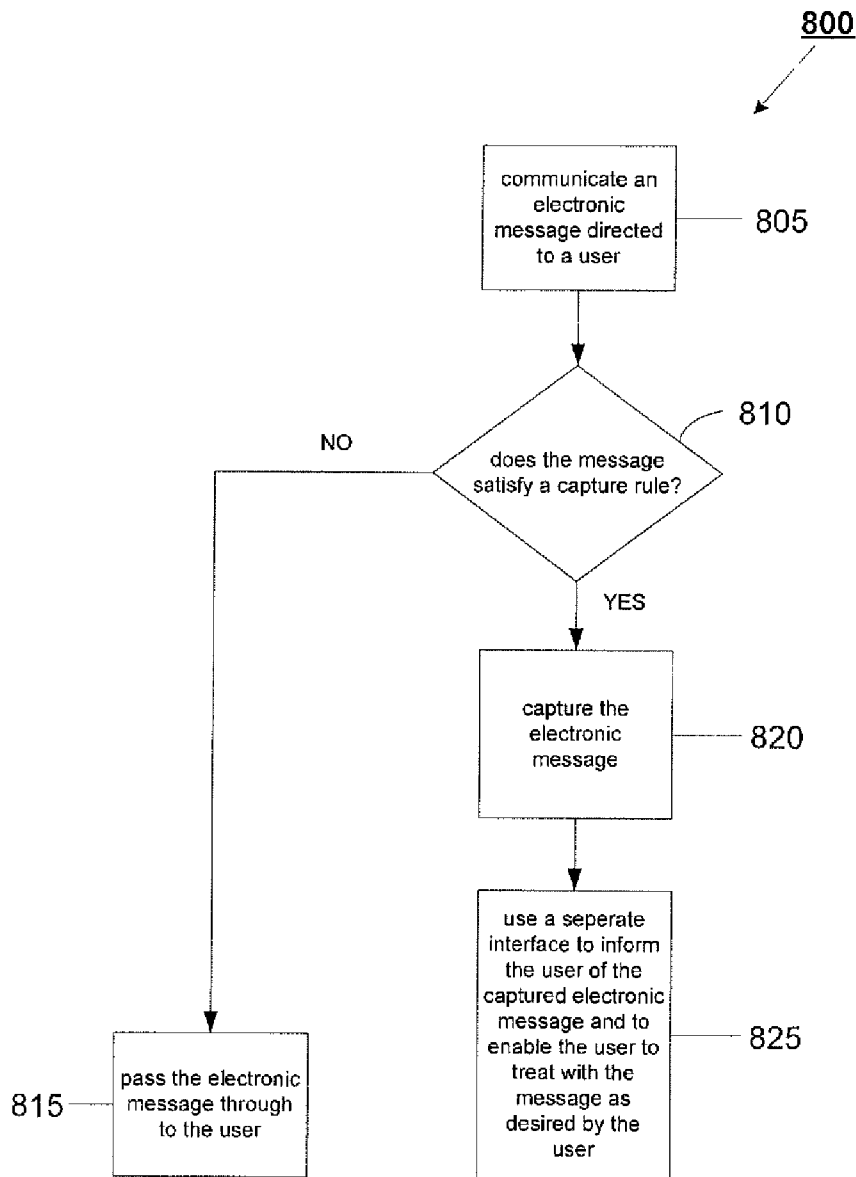 800
communicate an
electronic
message directed
to a user
805
810
NO
does the message
satisfy a capture rule?
YES
capture the
electronic
message
820
use a seperate
interface to inform
the user of the
captured electronic
message and to
enable the user to
treat with the
message as
desired by the
user
825
pass the electronic
message through
to the user
815